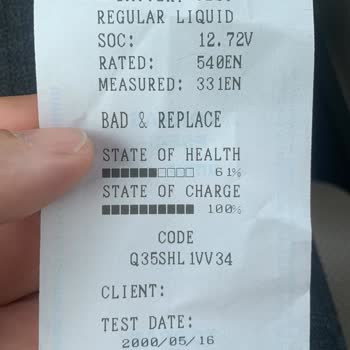 REGULAR LIQUID
SOC: 12.72V
RATED: 540EN
MEASURED: 331EN
BAD & REPLACE
STATE OF HEALTH
61%
STATE OF CHARGE
100%
CODE
Q35SHL1VV34
CLIENT:
TEST DATE:
2000/05/16